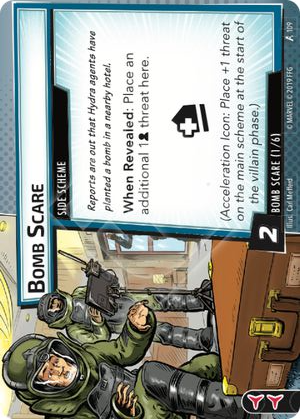 BOMB SCARE
SIDE SCHEME
Reports are out that Hydra agents have
planted a bomb in a nearby hotel.
When Revealed: Place an
additional 1 threat here.
(Acceleration Icon: Place +1 threat
on the main scheme at the start of
the villain phase.)
2
BOMB SCARE (1/6)
Illus. Cat Metheet
© MARVEL © 2019 FFG
109